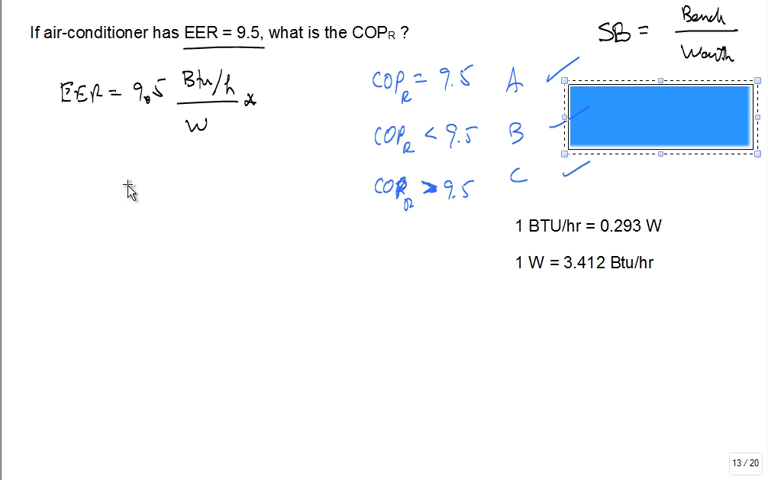 If air-conditioner has EER = 9.5, what is the COPR ?
SB = Bench / Worth
EER = 9.5 Btu/h / W x
COPR = 9.5 A
COPR < 9.5 B
COPR > 9.5 C
1 BTU/hr = 0.293 W
1 W = 3.412 Btu/hr
13 / 20